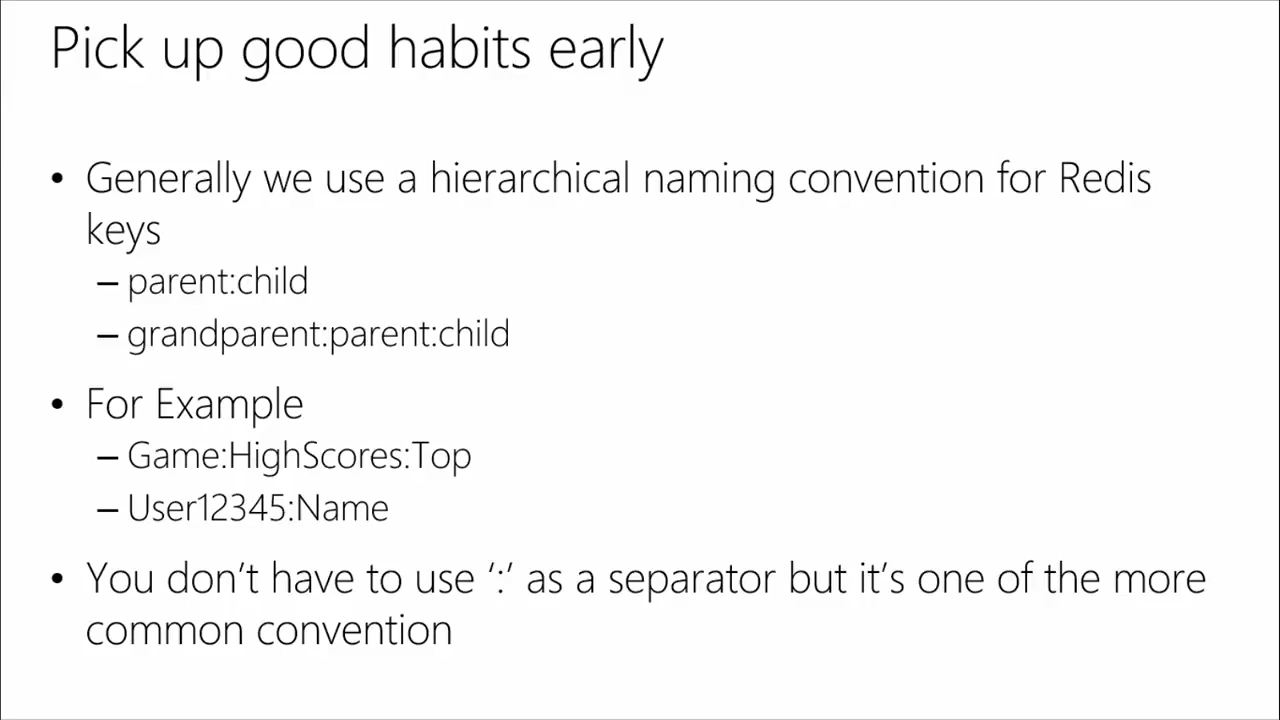 Pick up good habits early
• Generally we use a hierarchical naming convention for Redis
keys
– parent:child
– grandparent:parent:child
• For Example
– Game:HighScores:Top
– User12345:Name
• You don’t have to use ‘:’ as a separator but it’s one of the more
common convention